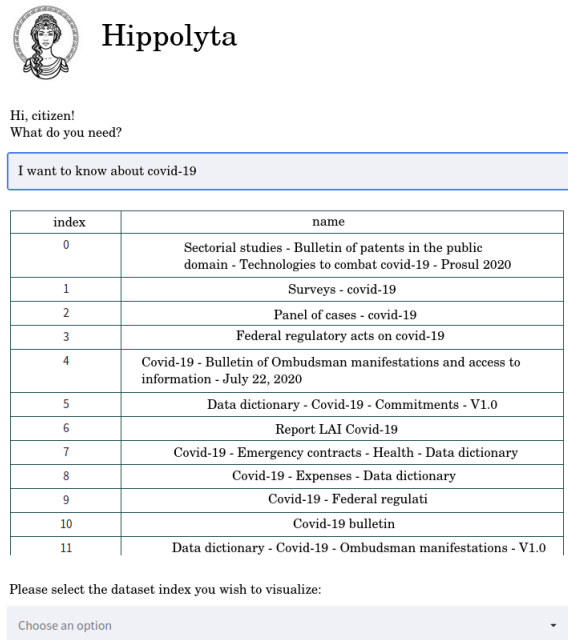 Hippolyta
Hi, citizen!
What do you need?
I want to know about covid-19
index name
0 Sectorial studies - Bulletin of patents in the public
domain - Technologies to combat covid-19 - Prosul 2020
1 Surveys - covid-19
2 Panel of cases - covid-19
3 Federal regulatory acts on covid-19
4 Covid-19 - Bulletin of Ombudsman manifestations and access to
information - July 22, 2020
5 Data dictionary - Covid-19 - Commitments - V1.0
6 Report LAI Covid-19
7 Covid-19 - Emergency contracts - Health - Data dictionary
8 Covid-19 - Expenses - Data dictionary
9 Covid-19 - Federal regulati
10 Covid-19 bulletin
11 Data dictionary - Covid-19 - Ombudsman manifestations - V1.0
Please select the dataset index you wish to visualize:
Choose an option